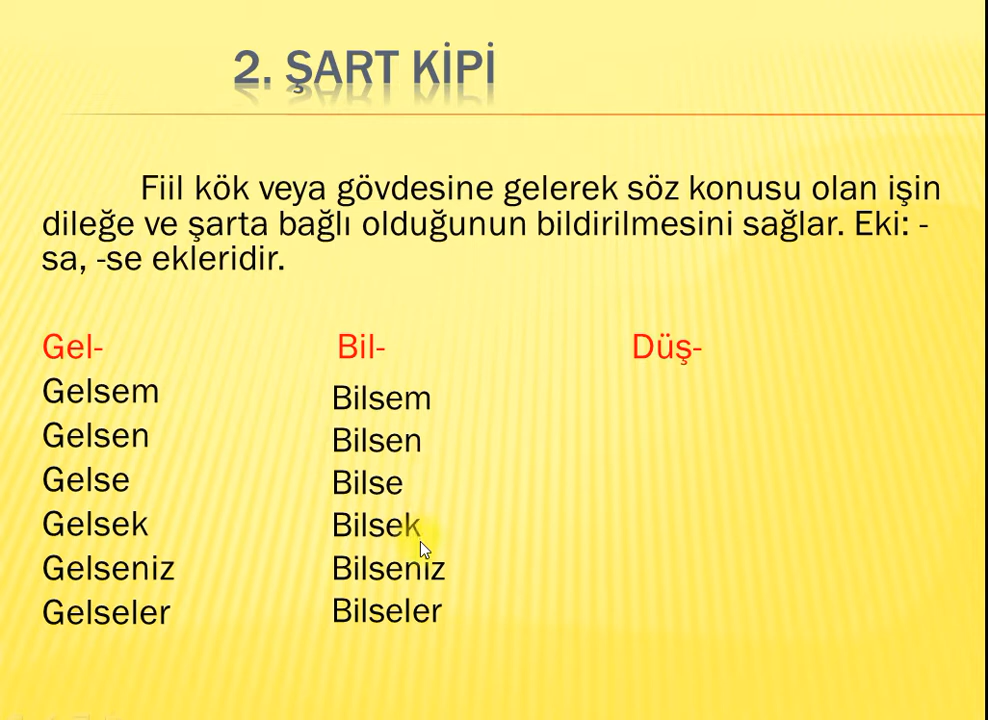 2. ŞART KİPİ
Fiil kök veya gövdesine gelerek söz konusu olan işin
dileğe ve şarta bağlı olduğunun bildirilmesini sağlar. Eki: -
sa, -se ekleridir.
Gel- Bil- Düş-
Gelsem Bilsem
Gelsen Bilsen
Gelse Bilse
Gelsek Bilsek
Gelseniz Bilseniz
Gelseler Bilseler